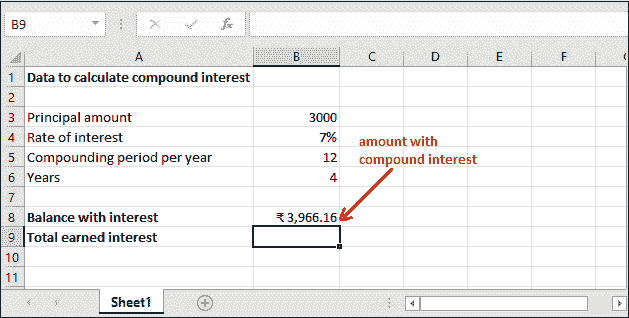 B9
fx
A B C D E F
1 Data to calculate compound interest
2
3 Principal amount 3000
4 Rate of interest 7%
5 Compounding period per year 12
6 Years 4
7
8 Balance with interest ₹ 3,966.16
9 Total earned interest
10
11
amount with
compound interest
Sheet1